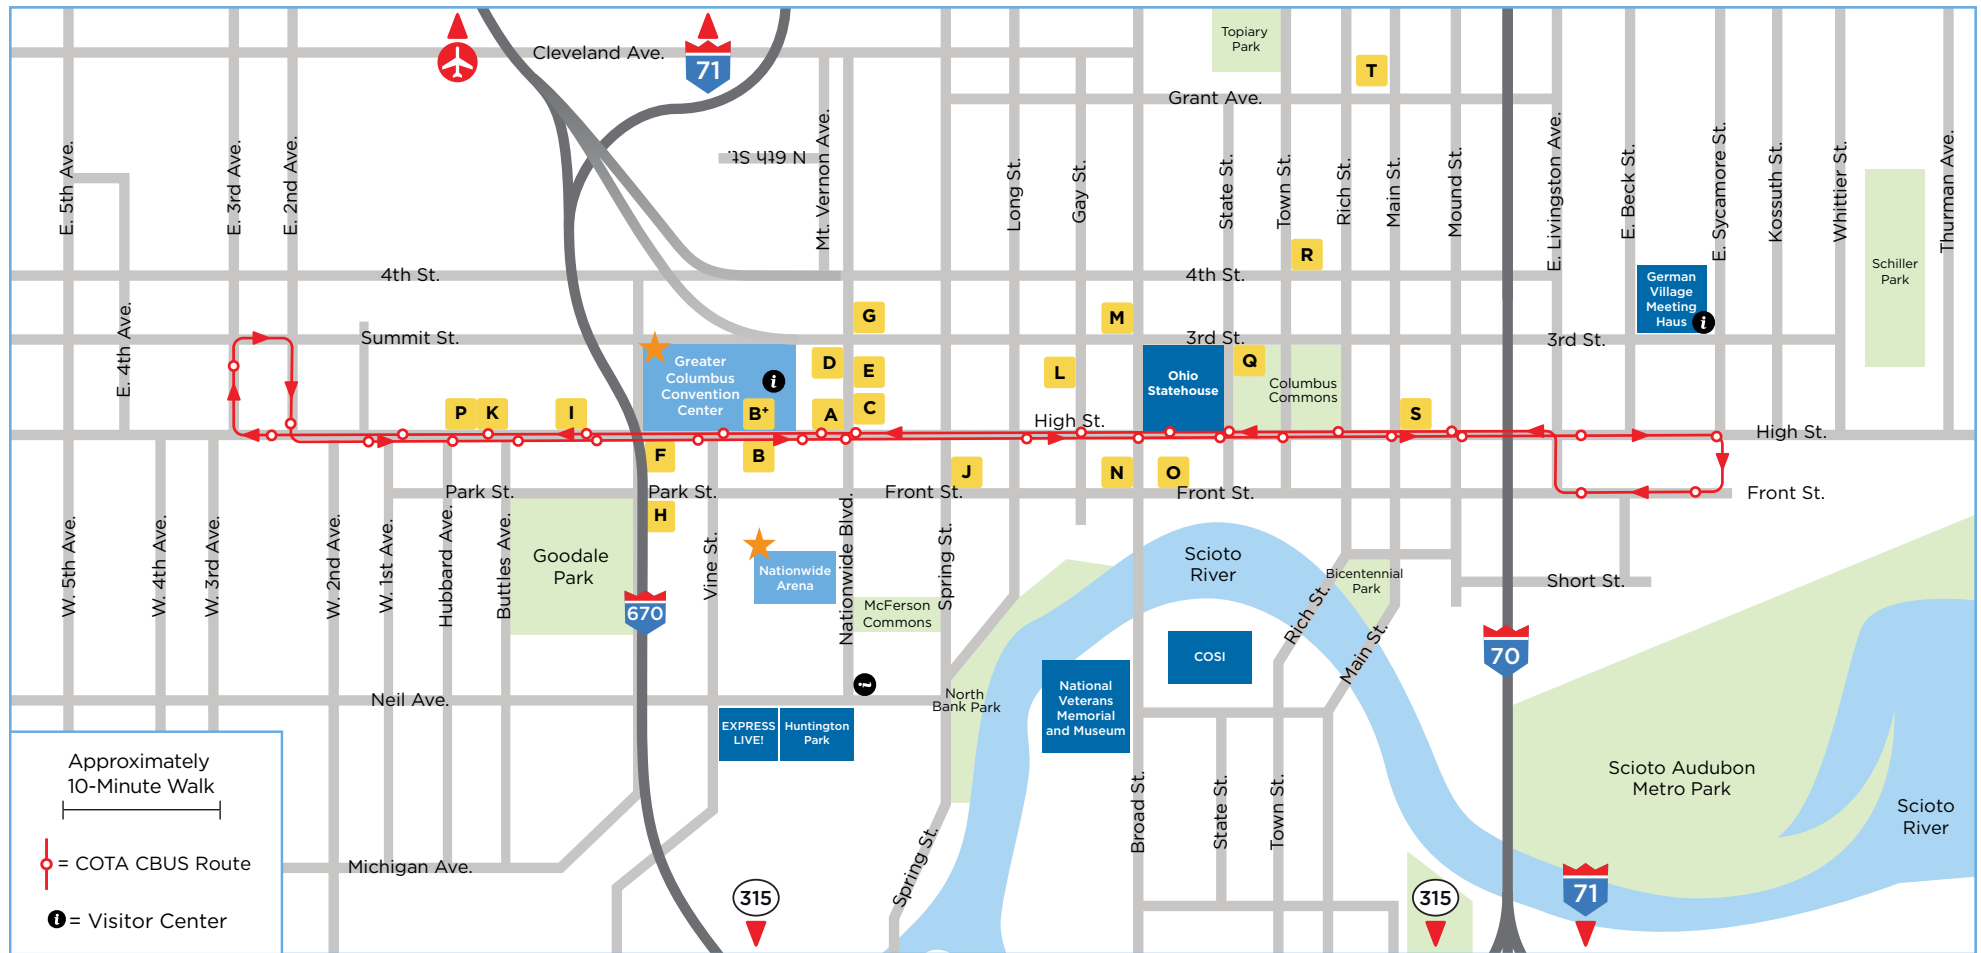 Topiary
Park
Cleveland Ave.
71
T
Grant Ave.
N 6th St.
E. 5th Ave.
E. 3rd Ave.
E. 2nd Ave.
Mt. Vernon Ave.
Long St.
Gay St.
State St.
Town St.
Rich St.
Main St.
Mound St.
E. Livingston Ave.
E. Beck St.
E. Sycamore St.
Kossuth St.
Whittier St.
Thurman Ave.
Schiller
Park
4th St.
4th St.
R
German
Village
Meeting
Haus
i
E. 4th Ave.
G
M
Summit St.
3rd St.
3rd St.
Greater
Columbus
Convention
Center
i
D
E
L
Ohio
Statehouse
Q
Columbus
Commons
P
K
I
B+
A
C
High St.
S
High St.
F
B
J
N
O
Park St.
Park St.
Front St.
Front St.
Front St.
H
W. 5th Ave.
W. 4th Ave.
W. 3rd Ave.
W. 2nd Ave.
W. 1st Ave.
Hubbard Ave.
Buttles Ave.
Goodale
Park
Vine St.
Nationwide
Arena
Nationwide Blvd.
McFerson
Commons
Spring St.
Scioto
River
Bicentennial
Park
Short St.
670
Rich St.
Main St.
COSI
70
Neil Ave.
i
North
Bank Park
National
Veterans
Memorial
and Museum
EXPRESS
LIVE!
Huntington
Park
Approximately
10-Minute Walk
Scioto Audubon
Metro Park
Scioto
River
Broad St.
State St.
Town St.
= COTA CBUS Route
Michigan Ave.
Spring St.
315
315
71
i = Visitor Center